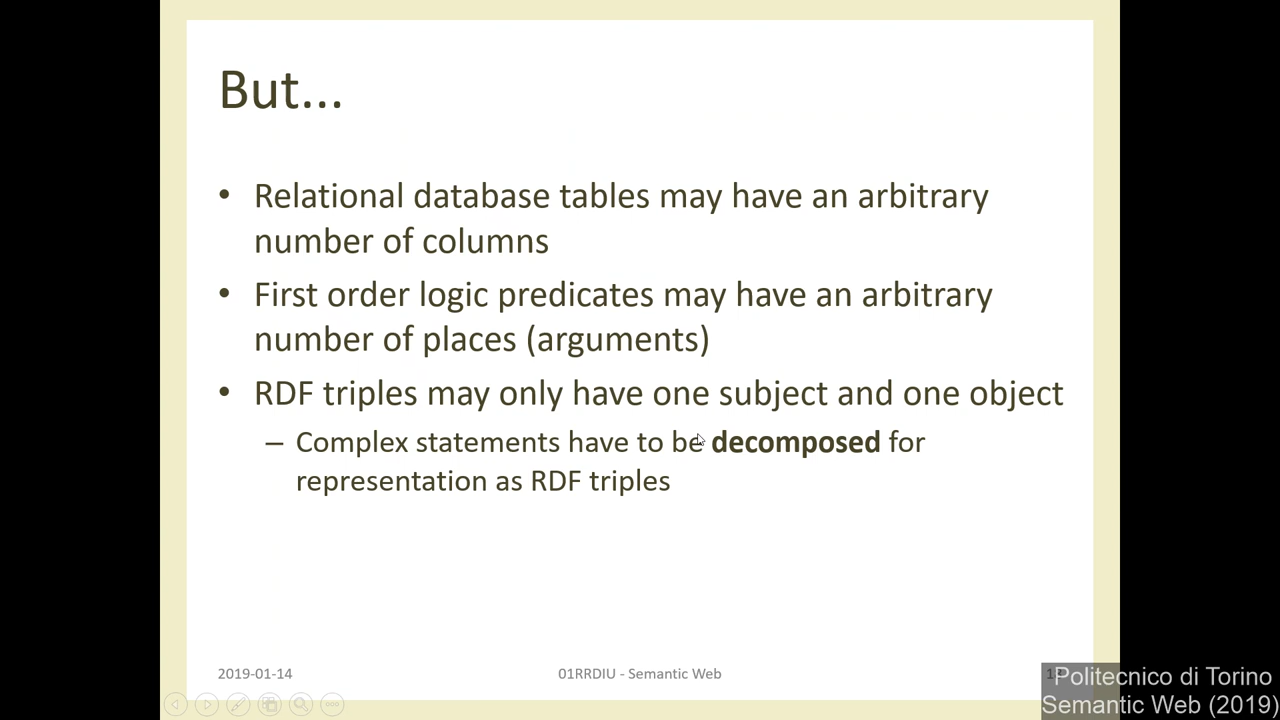 But...
• Relational database tables may have an arbitrary
number of columns
• First order logic predicates may have an arbitrary
number of places (arguments)
• RDF triples may only have one subject and one object
– Complex statements have to be decomposed for
representation as RDF triples
2019-01-14
01RRDIU - Semantic Web
Politecnico di Torino
Semantic Web (2019)